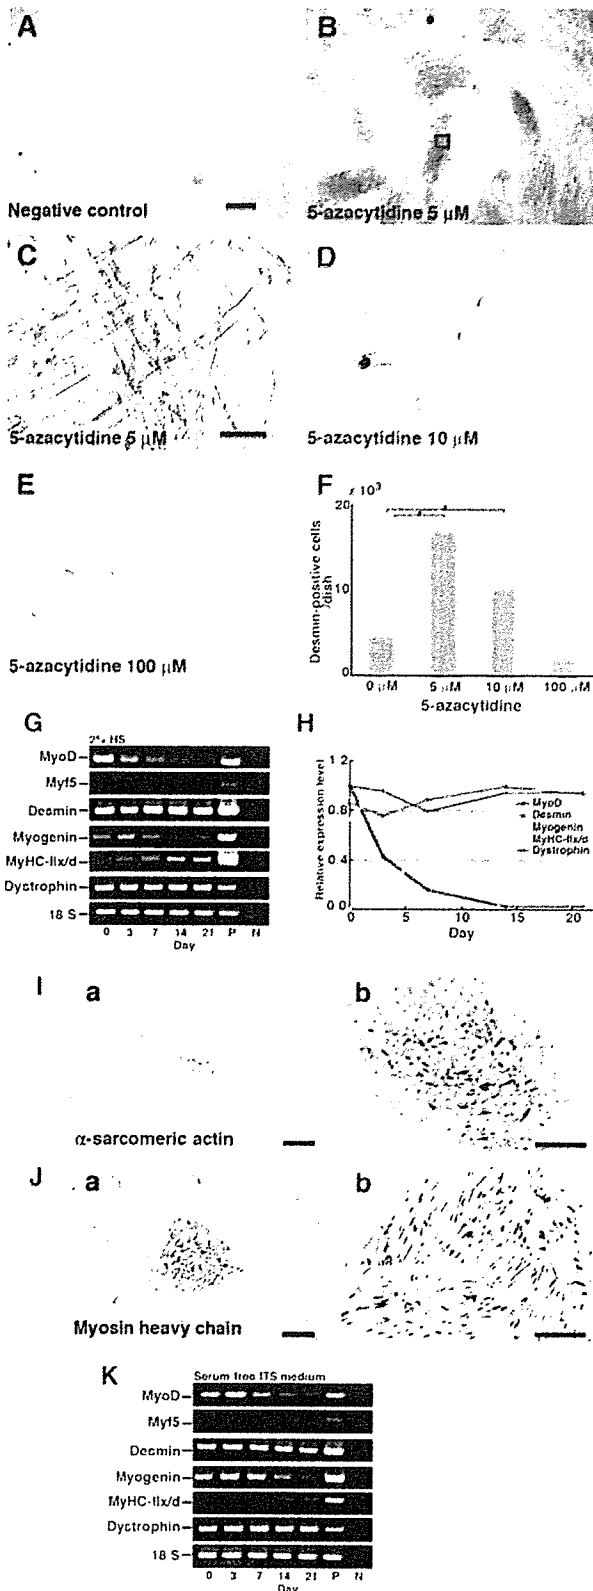 A
B
Negative control
5-azacytidine 5 μM
C
D
5-azacytidine 5 μM
5-azacytidine 10 μM
E
F
x 10³
20
10
0
Desmin-positive cells
/dish
5-azacytidine 100 μM
0 μM 5 μM 10 μM 100 μM
5-azacytidine
G
2% HS
MyoD
Myf5
Desmin
Myogenin
MyHC-IIx/d
Dystrophin
18 S
0 3 7 14 21 P N
Day
H
Relative expression level
1 2
0.8
0.4
0 0
MyoD
Desmin
Myogenin
MyHC-IIx/d
Dystrophin
0 5 10 15 20
Day
I
a
b
α-sarcomeric actin
J
a
b
Myosin heavy chain
K
Serum free ITS medium
MyoD
Myf5
Desmin
Myogenin
MyHC-IIx/d
Dystrophin
18 S
0 3 7 14 21 P N
Day